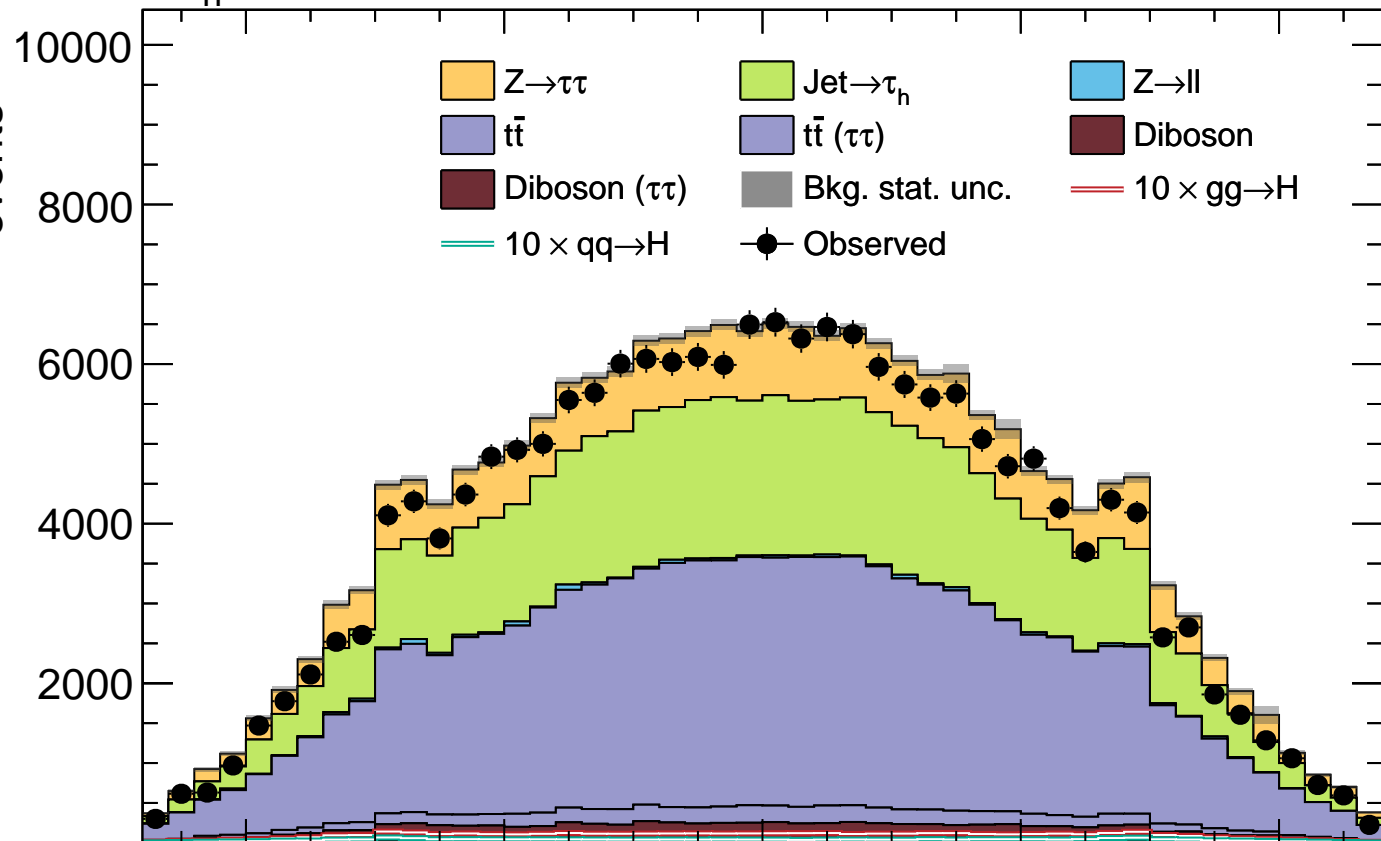 10000
8000
6000
4000
2000
Z→ττ Jet→τh Z→ll
tt̄ tt̄ (ττ) Diboson
Diboson (ττ) Bkg. stat. unc. 10 × gg→H
10 × qq→H Observed